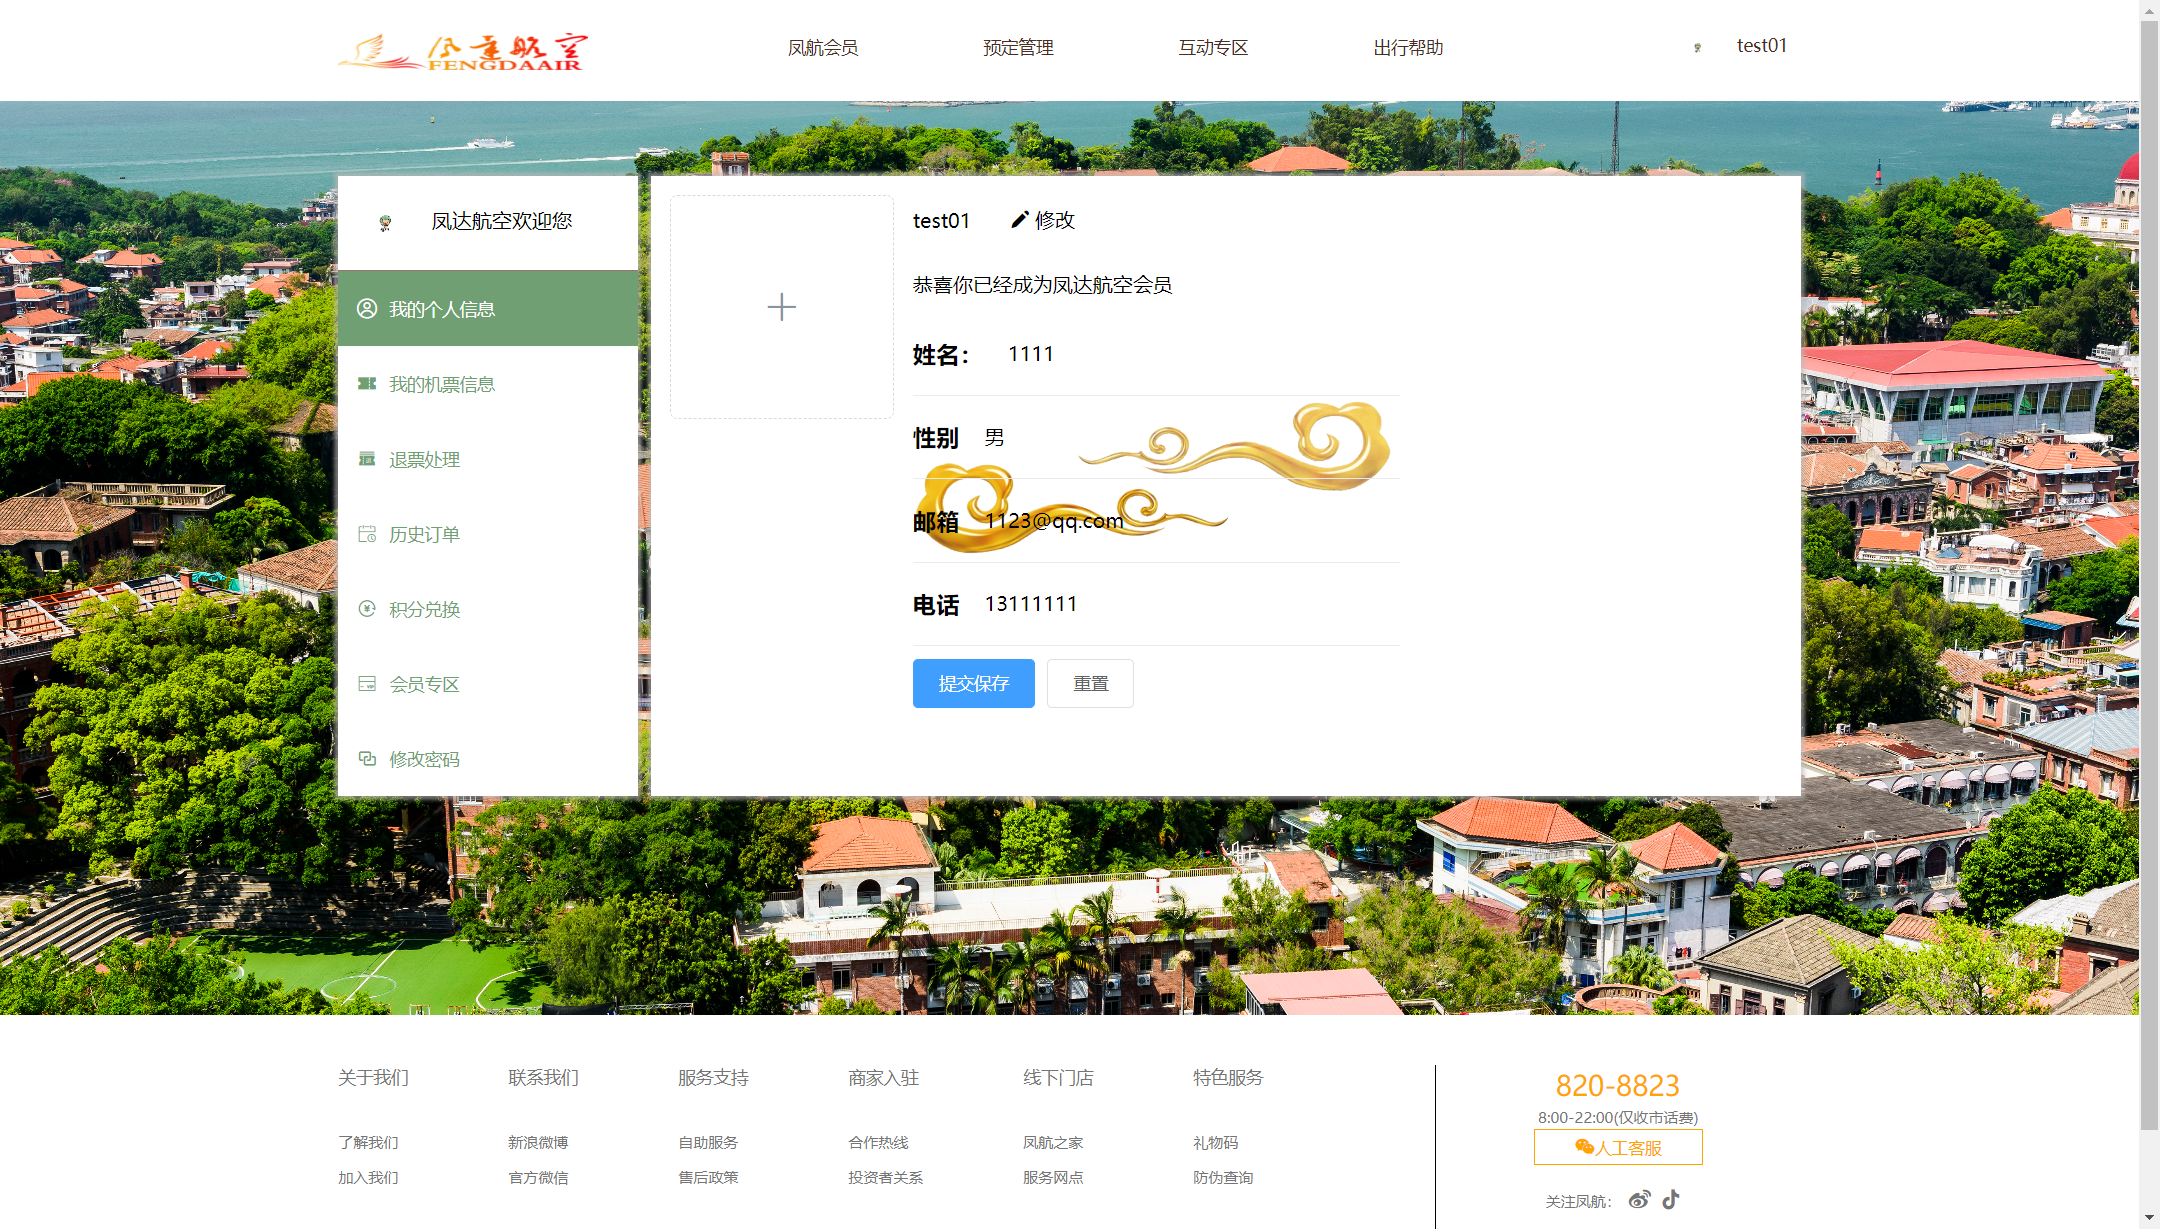 凤达航空
FENGDAAIR
凤航会员
预定管理
互动专区
出行帮助
test01
凤达航空欢迎您
我的个人信息
我的机票信息
退票处理
历史订单
积分兑换
会员专区
修改密码
test01
修改
恭喜你已经成为凤达航空会员
姓名： 1111
性别 男
邮箱 1123@qq.com
电话 13111111
提交保存
重置
关于我们
了解我们
加入我们
联系我们
新浪微博
官方微信
服务支持
自助服务
售后政策
商家入驻
合作热线
投资者关系
线下门店
凤航之家
服务网点
特色服务
礼物码
防伪查询
820-8823
8:00-22:00(仅收市话费)
人工客服
关注凤航：